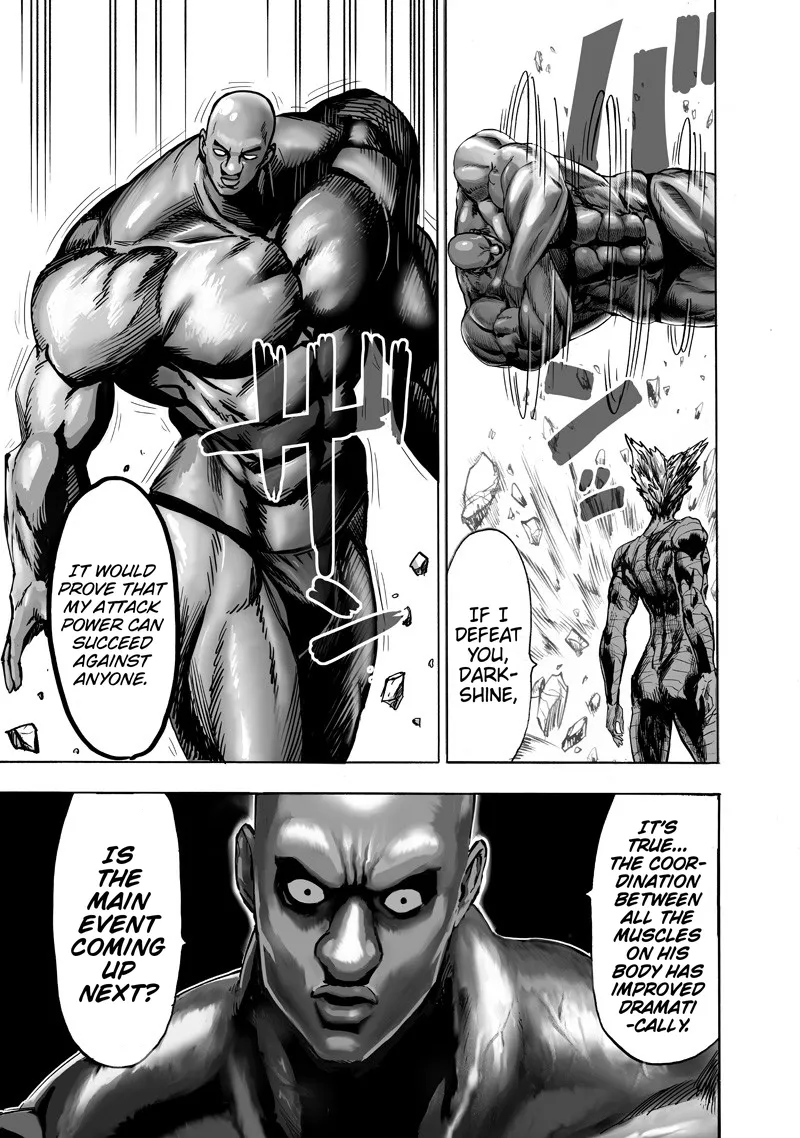 IF I
DEFEAT
YOU,
DARK-
SHINE,
IT WOULD
PROVE THAT
MY ATTACK
POWER CAN
SUCCEED
AGAINST
ANYONE.
IT'S
TRUE...
THE COOR-
DINATION
BETWEEN
ALL THE
MUSCLES
ON HIS
BODY HAS
IMPROVED
DRAMATI
-CALLY.
IS
THE
MAIN
EVENT
COMING
UP
NEXT?